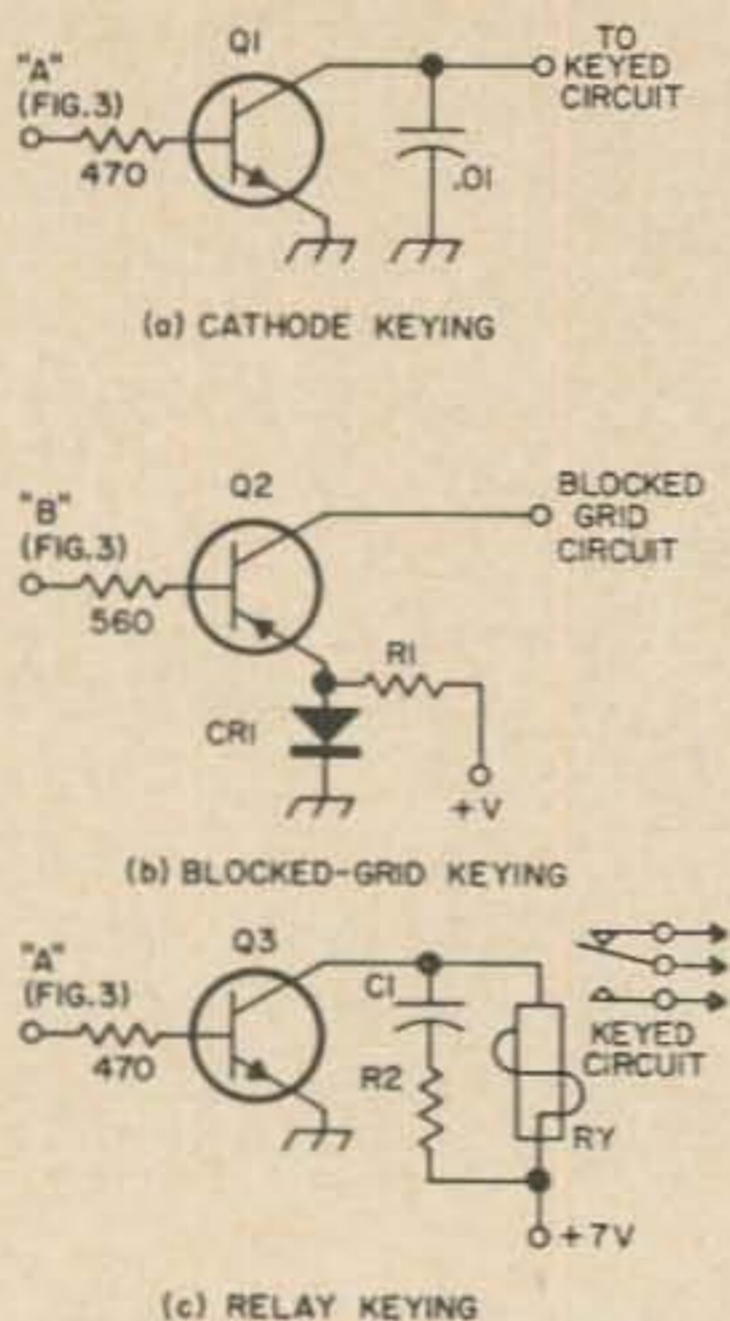 Q1
"A"
(FIG.3)
470
TO
KEYED
CIRCUIT
.01
(a) CATHODE KEYING
Q2
"B"
(FIG.3)
560
BLOCKED
GRID
CIRCUIT
R1
CR1
+V
(b) BLOCKED-GRID KEYING
Q3
"A"
(FIG.3)
470
C1
R2
KEYED
CIRCUIT
RY
+7V
(c) RELAY KEYING